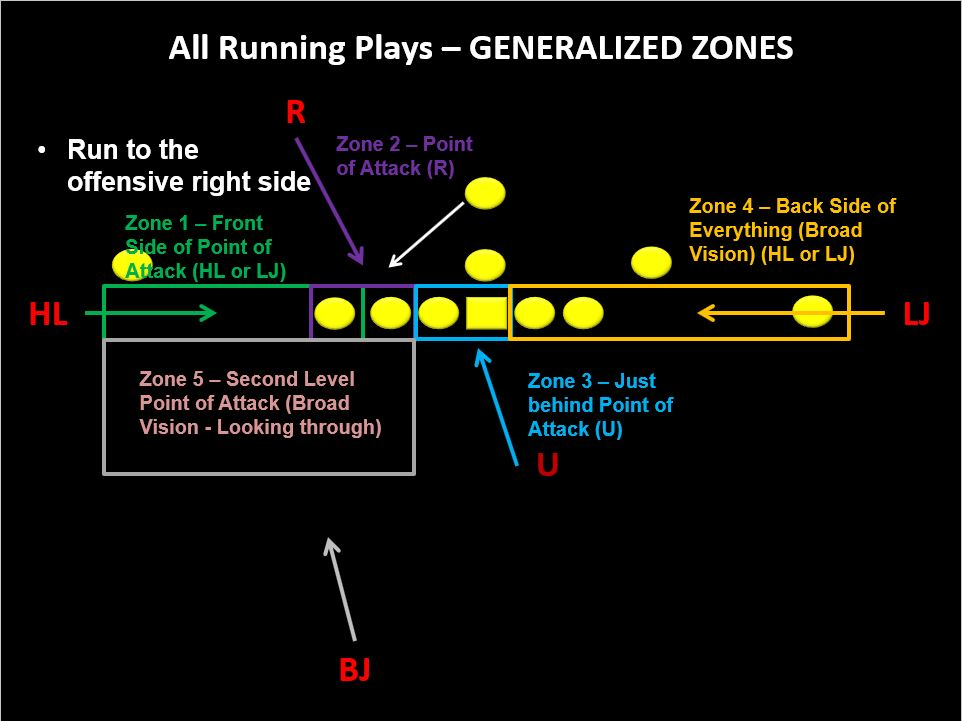 All Running Plays – GENERALIZED ZONES
R
• Run to the
offensive right side
Zone 2 – Point
of Attack (R)
Zone 1 – Front
Side of Point of
Attack (HL or LJ)
Zone 4 – Back Side of
Everything (Broad
Vision) (HL or LJ)
HL
LJ
Zone 5 – Second Level
Point of Attack (Broad
Vision - Looking through)
Zone 3 – Just
behind Point of
Attack (U)
U
BJ